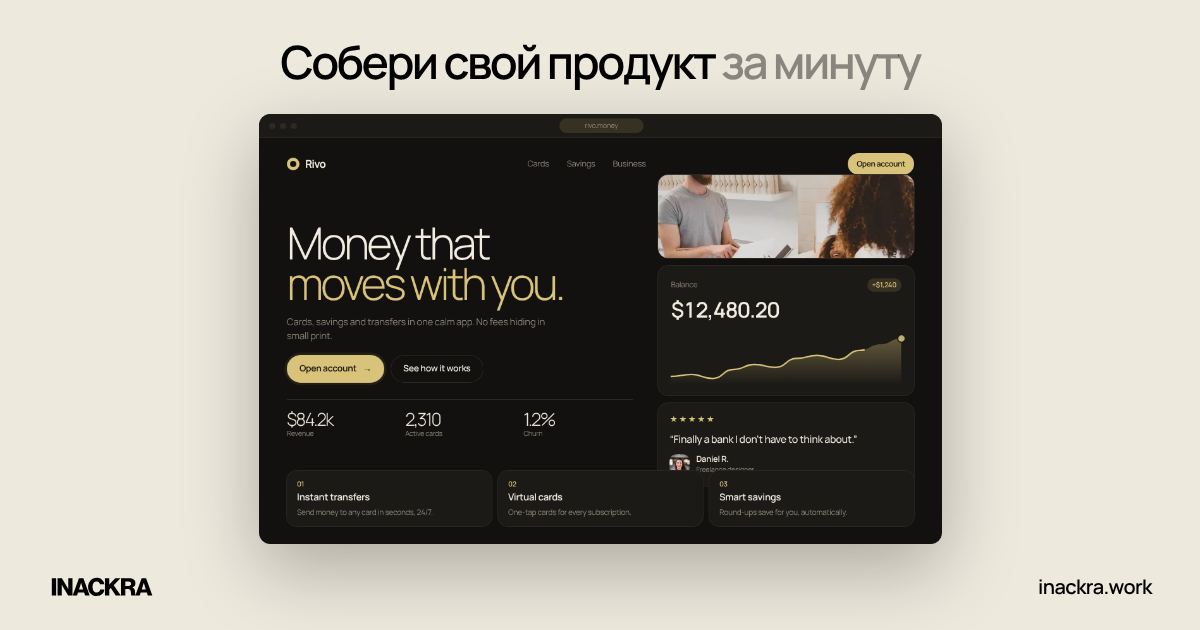 Собери свой продукт за минуту
rivo.money
Rivo
Cards
Savings
Business
Open account
Money that
moves with you.
Cards, savings and transfers in one calm app. No fees hiding in
small print.
Open account →
See how it works
$84.2k
Revenue
2,310
Active cards
1.2%
Churn
Balance
+$1,240
$12,480.20
★★★★★
“Finally a bank I don't have to think about.”
Daniel R.
Freelance designer
01
Instant transfers
Send money to any card in seconds, 24/7.
02
Virtual cards
One-tap cards for every subscription.
03
Smart savings
Round-ups save for you, automatically.
INACKRA
inackra.work